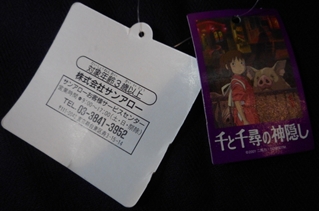 対象年齢3歳以上
株式会社サンアロー
サンアローお客様サービスセンター
TEL 03-3841-3952
千と千尋の神隠し